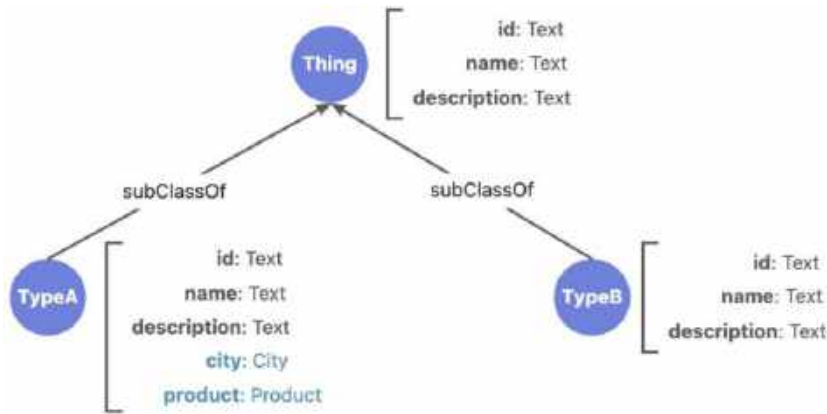 Thing
id: Text
name: Text
description: Text
subClassOf
subClassOf
TypeA
id: Text
name: Text
description: Text
city: City
product: Product
TypeB
id: Text
name: Text
description: Text